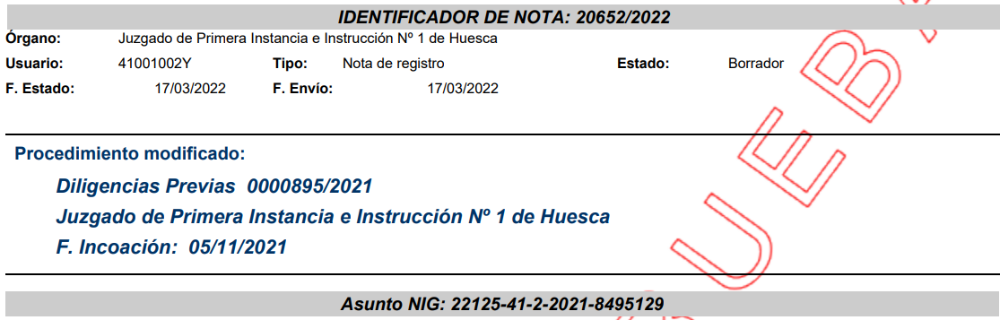 IDENTIFICADOR DE NOTA: 20652/2022
Órgano: Juzgado de Primera Instancia e Instrucción Nº 1 de Huesca
Usuario: 41001002Y Tipo: Nota de registro Estado: Borrador
F. Estado: 17/03/2022 F. Envío: 17/03/2022
Procedimiento modificado:
Diligencias Previas 0000895/2021
Juzgado de Primera Instancia e Instrucción Nº 1 de Huesca
F. Incoación: 05/11/2021
Asunto NIG: 22125-41-2-2021-8495129